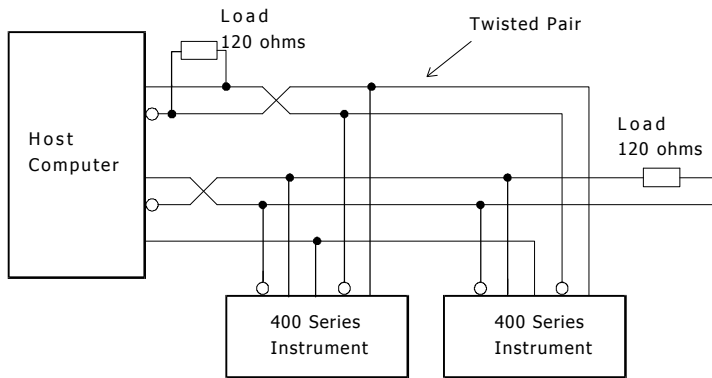 Load
120 ohms
Twisted Pair
Host
Computer
Load
120 ohms
400 Series
Instrument
400 Series
Instrument